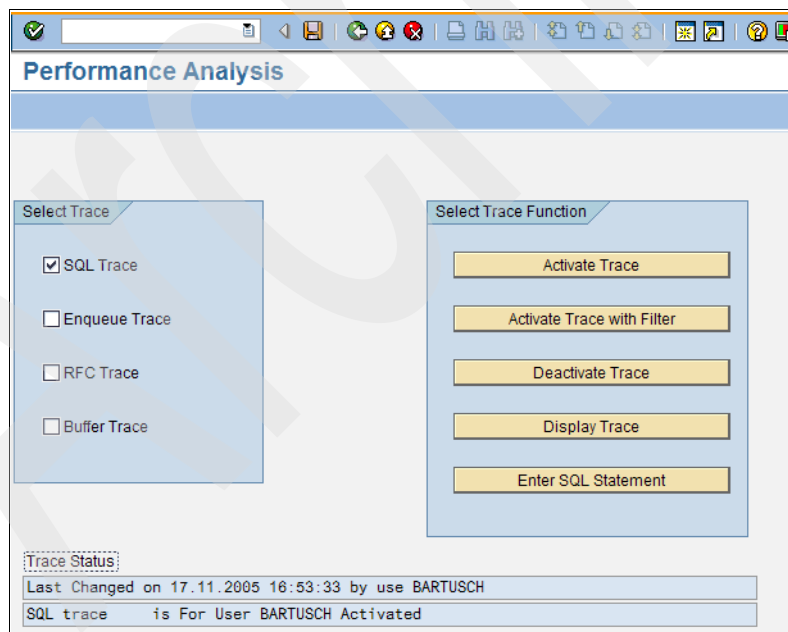 Performance Analysis
Select Trace
SQL Trace
Enqueue Trace
RFC Trace
Buffer Trace
Select Trace Function
Activate Trace
Activate Trace with Filter
Deactivate Trace
Display Trace
Enter SQL Statement
Trace Status
Last Changed on 17.11.2005 16:53:33 by use BARTUSCH
SQL trace is For User BARTUSCH Activated